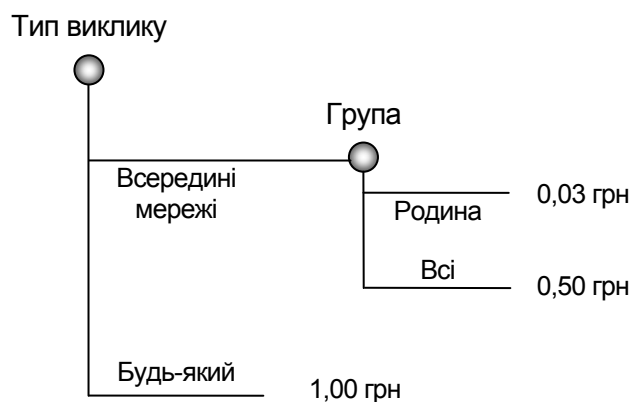 Тип виклику
Група
Всередині
мережі
Родина
0,03 грн
Всі
0,50 грн
Будь-який
1,00 грн